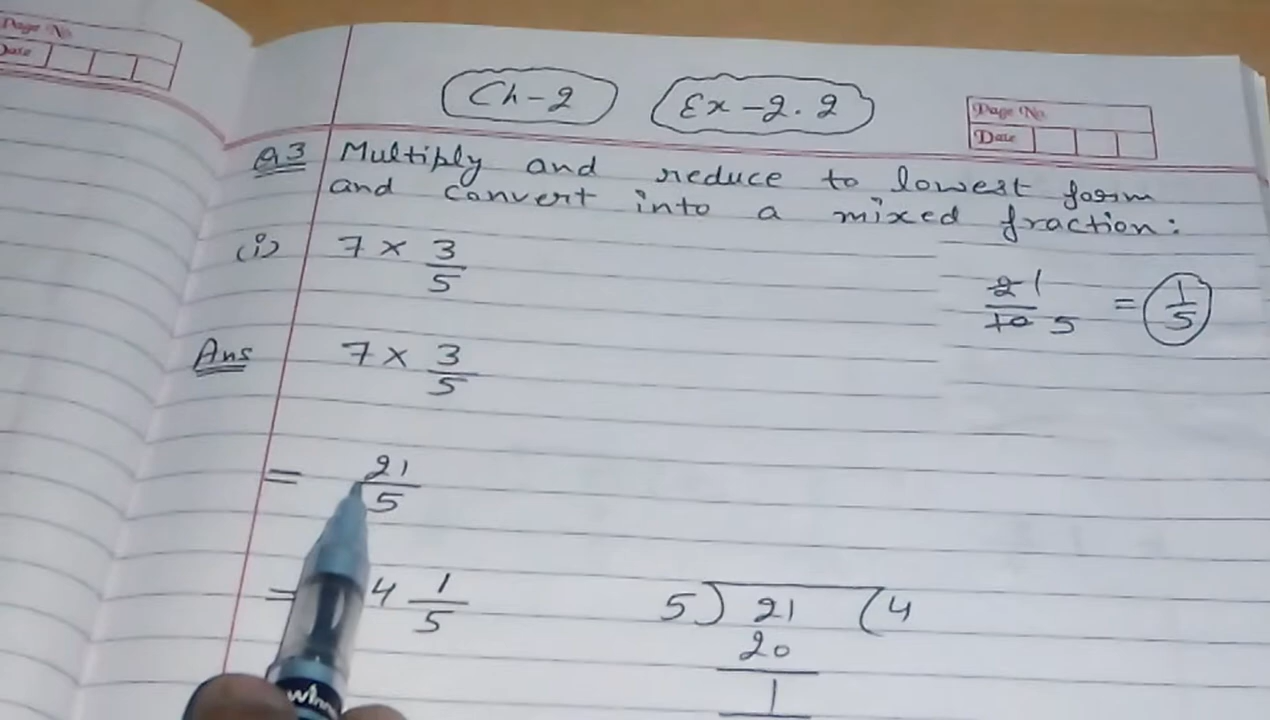 Page No.
Date
Ch-2 Ex-2.2
Page No.
Date
Q3 Multiply and reduce to lowest form
and convert into a mixed fraction:
(i) 7 × 3/5
21/10 1/5 = 1/5
Ans 7 × 3/5
= 21/5
= 4 1/5
5) 21 (4
20
1